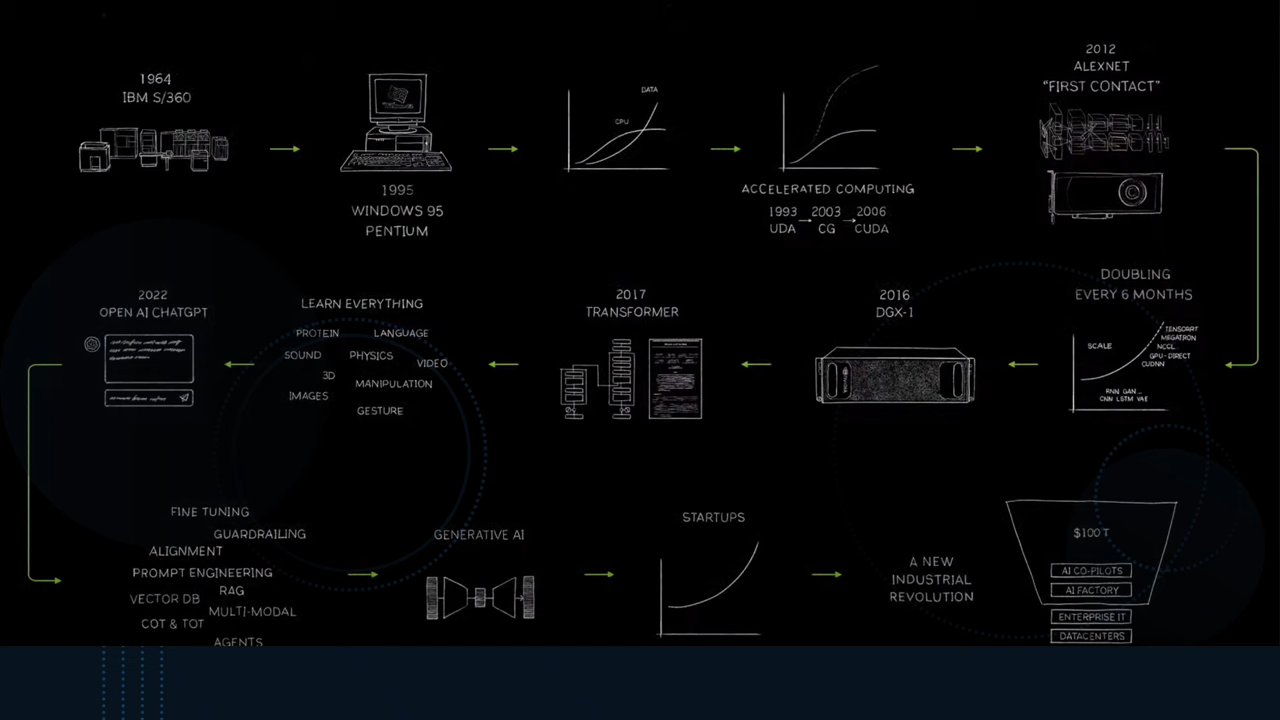 1964
IBM S/360
1995
WINDOWS 95
PENTIUM
DATA
CPU
ACCELERATED COMPUTING
1993 2003 2006
UDA CG CUDA
2012
ALEXNET
"FIRST CONTACT"
DOUBLING
EVERY 6 MONTHS
SCALE
TENSORRT
MEGATRON
NCCL
GPU-DIRECT
CUDNN
RNN GAN ..
CNN LSTM VAE
2016
DGX-1
2017
TRANSFORMER
LEARN EVERYTHING
PROTEIN LANGUAGE
SOUND PHYSICS VIDEO
3D MANIPULATION
IMAGES
GESTURE
2022
OPEN AI CHATGPT
FINE TUNING
GUARDRAILING
ALIGNMENT
PROMPT ENGINEERING
RAG
VECTOR DB
MULTI-MODAL
COT & TOT
AGENTS
GENERATIVE AI
STARTUPS
A NEW
INDUSTRIAL
REVOLUTION
$100T
AI CO-PILOTS
AI FACTORY
ENTERPRISE IT
DATACENTERS